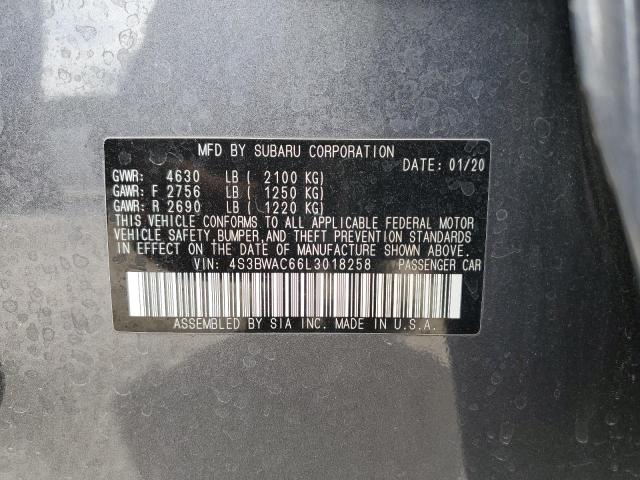 MFD BY SUBARU CORPORATION
DATE: 01/20
GVWR: 4630 LB ( 2100 KG)
GAWR: F 2756 LB ( 1250 KG)
GAWR: R 2690 LB ( 1220 KG)
THIS VEHICLE CONFORMS TO ALL APPLICABLE FEDERAL MOTOR
VEHICLE SAFETY,BUMPER,AND THEFT PREVENTION STANDARDS
IN EFFECT ON THE DATE OF MANUFACTURE SHOWN ABOVE.
VIN: 4S3BWAC66L3018258 PASSENGER CAR
ASSEMBLED BY SIA INC. MADE IN U.S.A.